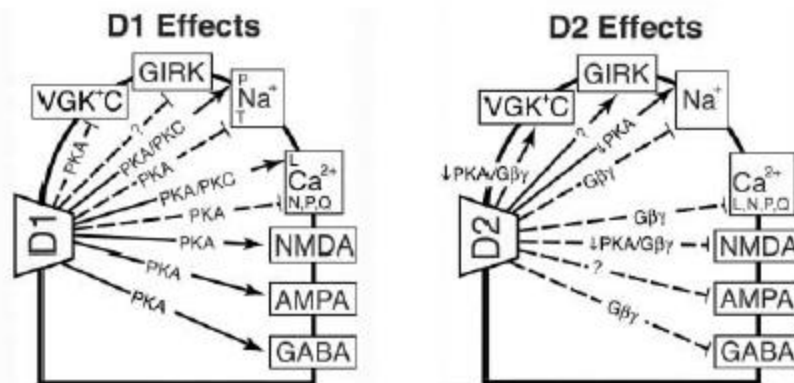 D1 Effects
GIRK
VGK⁺C
P
Na⁺
T
PKA
?
PKA/PKC
PKA
L
Ca²⁺
N,P,Q
PKA/PKC
PKA
D1
PKA
NMDA
PKA
AMPA
PKA
GABA
D2 Effects
GIRK
VGK⁺C
Na⁺
?
↓PKA
↓PKA/Gβγ
Gβγ
Ca²⁺
L,N,P,Q
Gβγ
D2
↓PKA/Gβγ
NMDA
?
AMPA
Gβγ
GABA